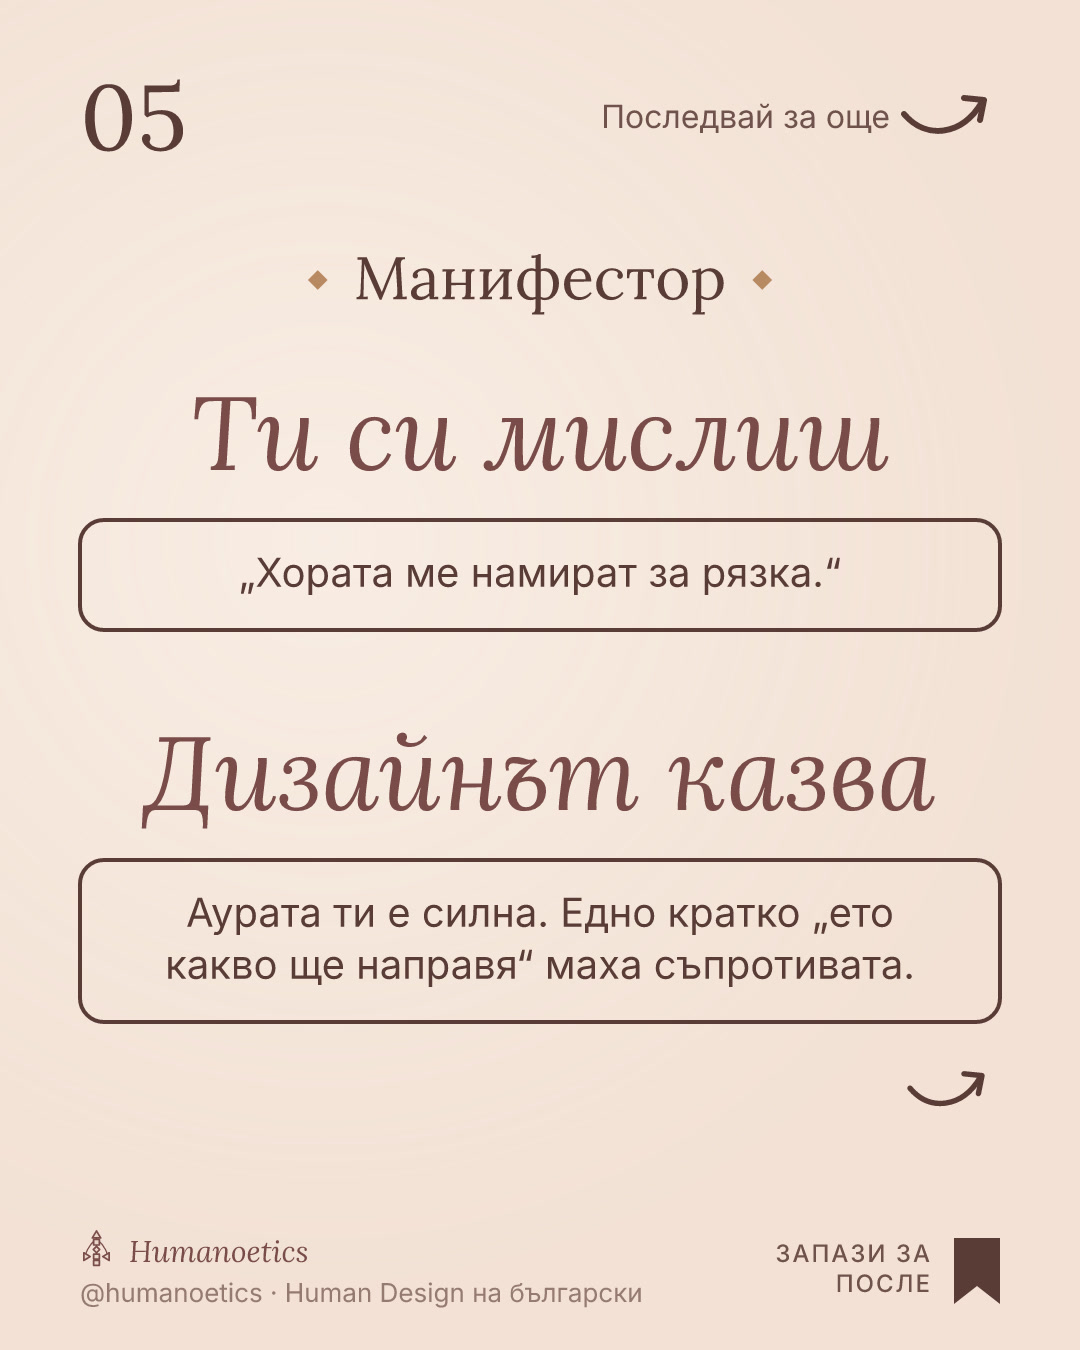 05
Последвай за още
Манифестор
Ти си мислиш
„Хората ме намират за рязка.“
Дизайнът казва
Аурата ти е силна. Едно кратко „ето
какво ще направя“ маха съпротивата.
Humanoetics
@humanoetics · Human Design на български
ЗАПАЗИ ЗА
ПОСЛЕ